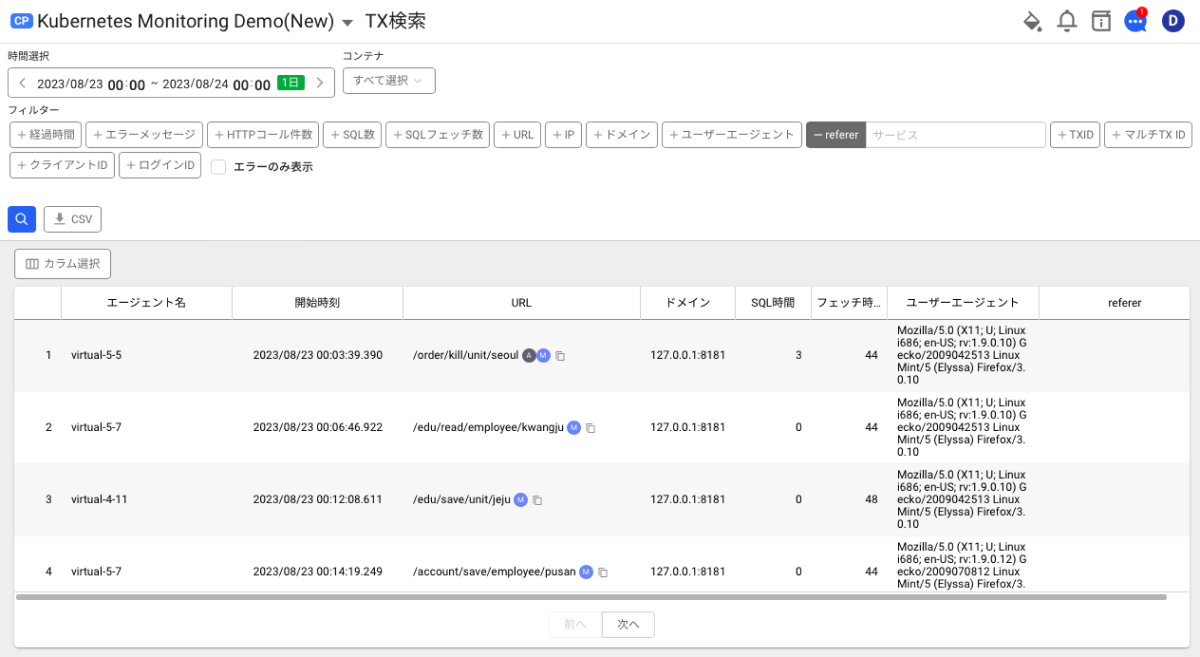 CP Kubernetes Monitoring Demo(New) TX検索 1 D
時間選択 コンテナ
2023/08/23 00:00 ~ 2023/08/24 00:00 1日 すべて選択
フィルター
+ 経過時間 + エラーメッセージ + HTTPコール件数 + SQL数 + SQLフェッチ数 + URL + IP + ドメイン + ユーザーエージェント − referer サービス + TXID + マルチTX ID
+ クライアントID + ログインID エラーのみ表示
CSV
カラム選択
エージェント名 開始時刻 URL ドメイン SQL時間 フェッチ時... ユーザーエージェント referer
1 virtual-5-5 2023/08/23 00:03:39.390 /order/kill/unit/seoul A M 127.0.0.1:8181 3 44
Mozilla/5.0 (X11; U; Linux
i686; en-US; rv:1.9.0.10) G
ecko/2009042513 Linux
Mint/5 (Elyssa) Firefox/3.
0.10
2 virtual-5-7 2023/08/23 00:06:46.922 /edu/read/employee/kwangju M 127.0.0.1:8181 0 44
Mozilla/5.0 (X11; U; Linux
i686; en-US; rv:1.9.0.10) G
ecko/2009042513 Linux
Mint/5 (Elyssa) Firefox/3.
0.10
3 virtual-4-11 2023/08/23 00:12:08.611 /edu/save/unit/jeju M 127.0.0.1:8181 0 48
Mozilla/5.0 (X11; U; Linux
i686; en-US; rv:1.9.0.10) G
ecko/2009042513 Linux
Mint/5 (Elyssa) Firefox/3.
0.10
4 virtual-5-7 2023/08/23 00:14:19.249 /account/save/employee/pusan M 127.0.0.1:8181 0 44
Mozilla/5.0 (X11; U; Linux
i686; en-US; rv:1.9.0.12) G
ecko/2009070812 Linux
Mint/5 (Elyssa) Firefox/3.
前へ 次へ